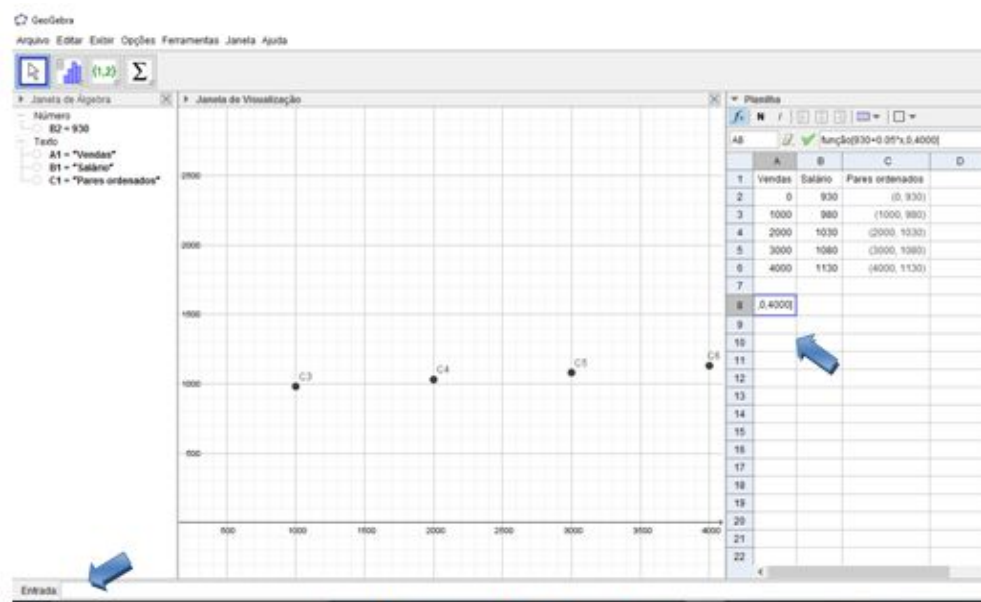 GeoGebra
Arquivo Editar Exibir Opções Ferramentas Janela Ajuda
{1,2} Σ
Janela de Álgebra
Número
B2 = 930
Texto
A1 = "Vendas"
B1 = "Salário"
C1 = "Pares ordenados"
Janela de Visualização
2500
2000
1500
1000
500
C3
C4
C5
C6
500 1000 1500 2000 2500 3000 3500 4000
Planilha
fx N I
A8 função[930+0.05*x,0,4000]
A B C D
1 Vendas Salário Pares ordenados
2 0 930 (0, 930)
3 1000 980 (1000, 980)
4 2000 1030 (2000, 1030)
5 3000 1080 (3000, 1080)
6 4000 1130 (4000, 1130)
7
8 ,0,4000]
9
10
11
12
13
14
15
16
17
18
19
20
21
22
Entrada: